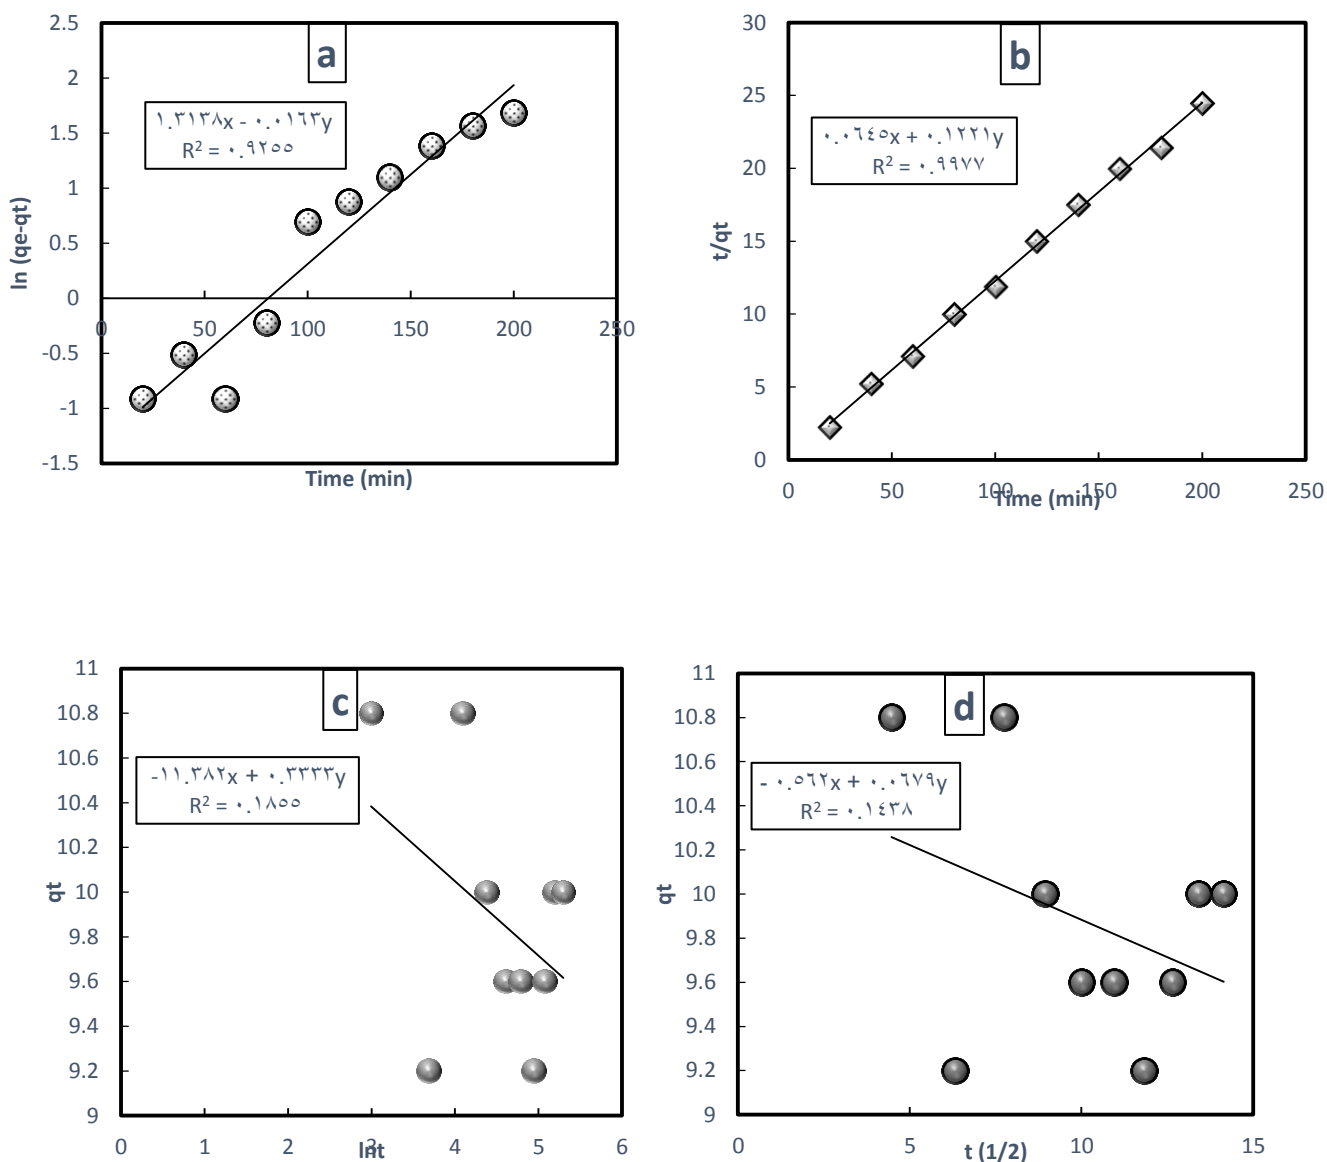 a
2.5
2
1.5
1
0.5
0
-0.5
-1
-1.5
0 50 100 150 200 250
ln (qe-qt)
Time (min)
١.٣١٣٨x - ٠.٠١٦٣y
R² = ٠.٩٢٥٥
b
30
25
20
15
10
5
0
0 50 100 150 200 250
t/qt
Time (min)
٠.٠٦٤٥x + ٠.١٢٢١y
R² = ٠.٩٩٧٧
c
11
10.8
10.6
10.4
10.2
10
9.8
9.6
9.4
9.2
9
0 1 2 3 4 5 6
qt
lnt
-١١.٣٨٢x + ٠.٣٣٣٣y
R² = ٠.١٨٥٥
d
11
10.8
10.6
10.4
10.2
10
9.8
9.6
9.4
9.2
9
0 5 10 15
qt
t (1/2)
- ٠.٥٦٢x + ٠.٠٦٧٩y
R² = ٠.١٤٣٨